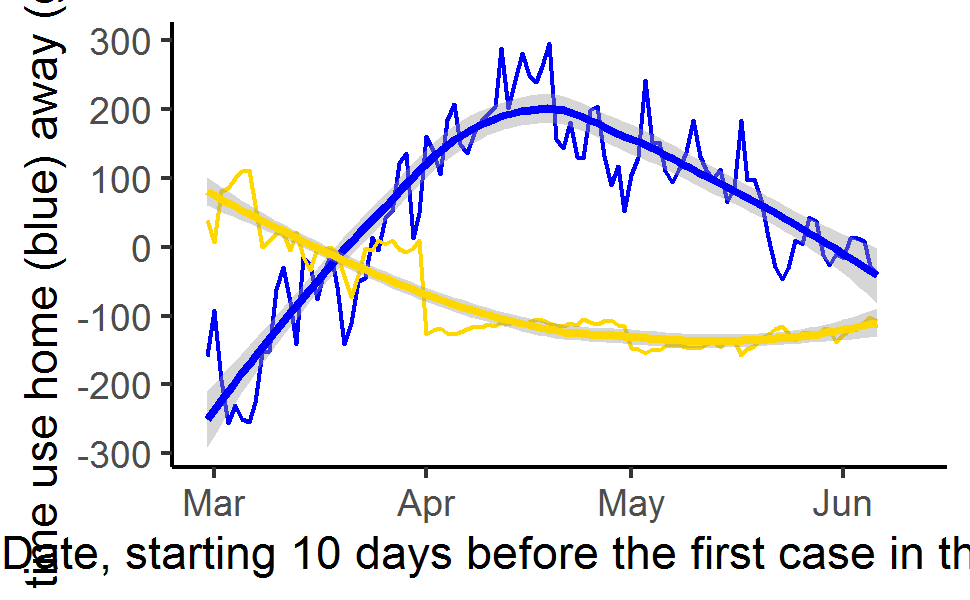 time use home (blue) away (g
300
200
100
0
-100
-200
-300
Mar Apr May Jun
Date, starting 10 days before the first case in th